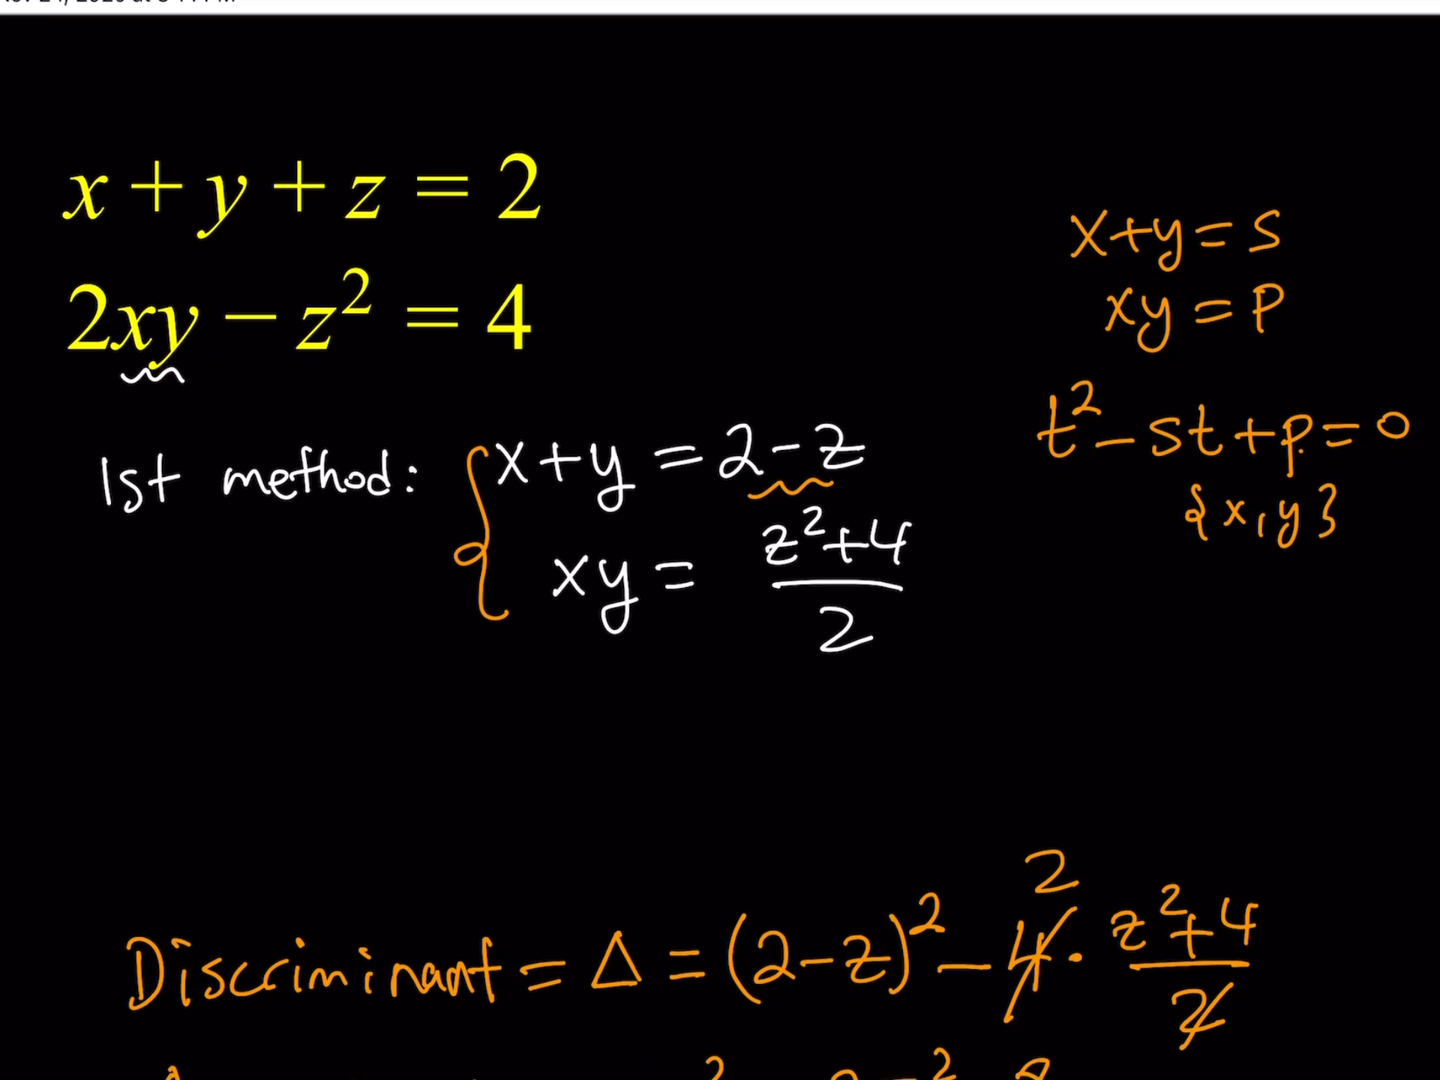 x + y + z = 2
2xy − z² = 4
1st method: { x+y = 2−z
xy = (z²+4)/2
x+y = s
xy = p
t² − st + p = 0
{x, y}
2
Discriminant = Δ = (2−z)² − 4 · (z²+4)/2